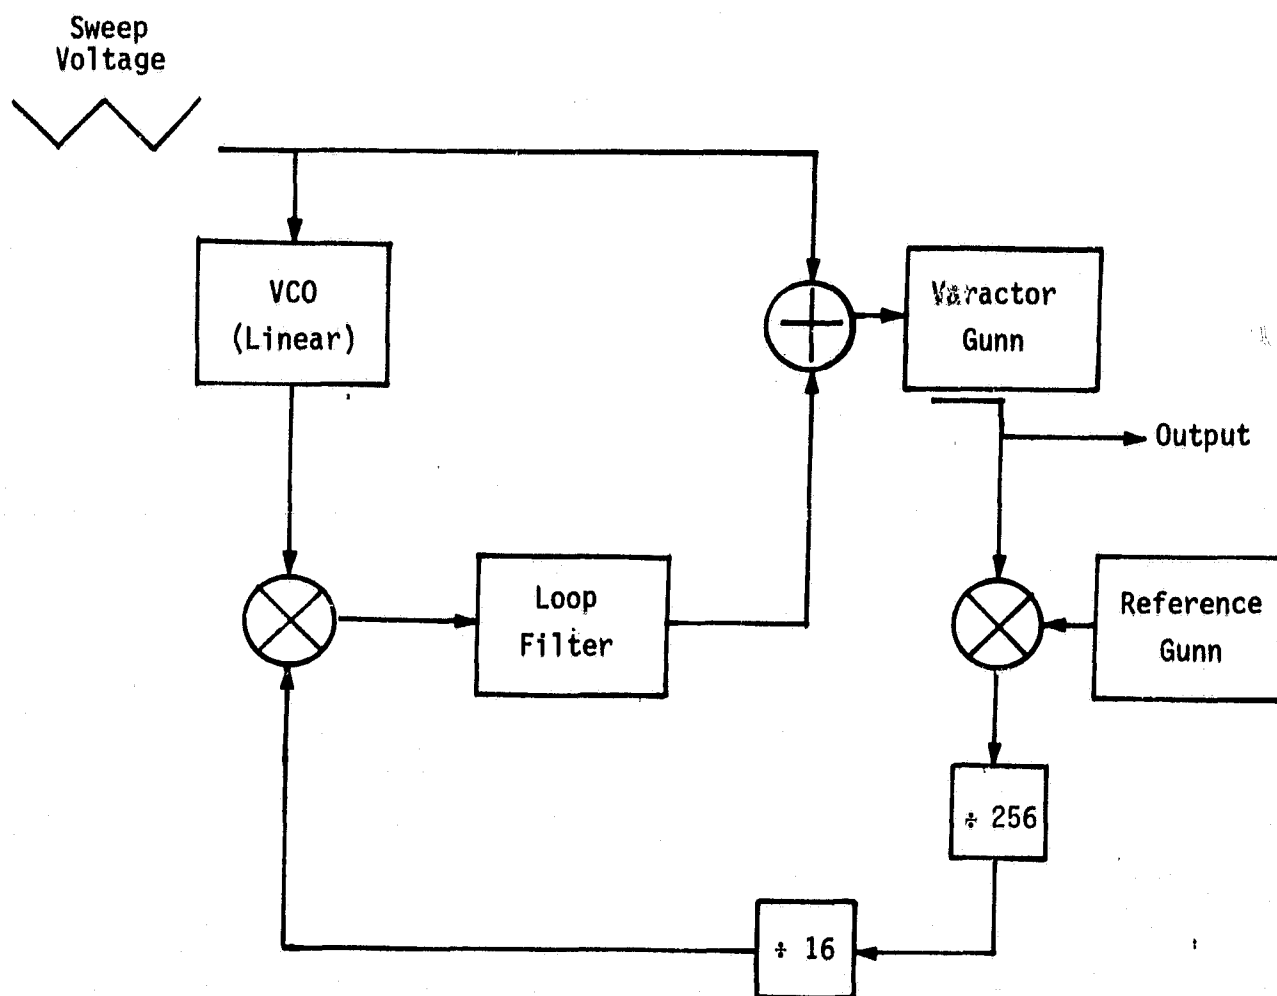 Sweep
Voltage
VCO
(Linear)
Varactor
Gunn
Output
Loop
Filter
Reference
Gunn
÷ 256
÷ 16